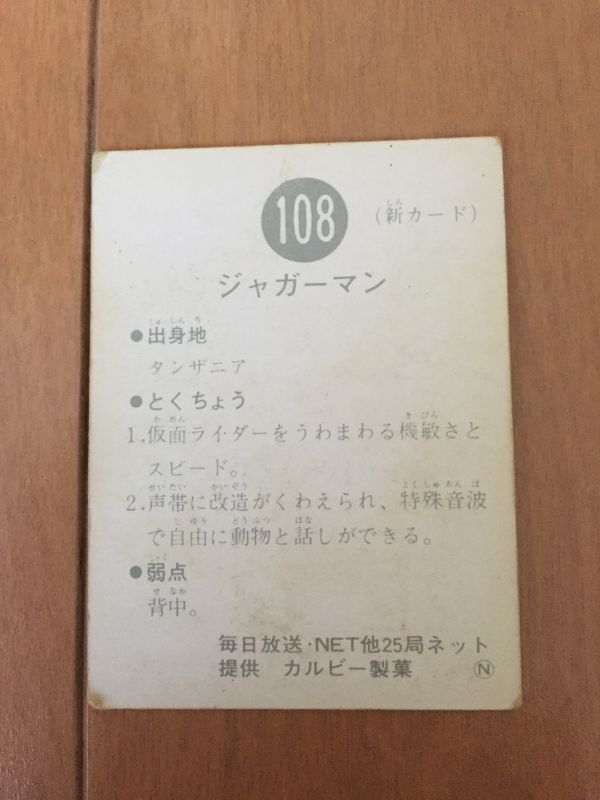 108
(新カード)
ジャガーマン
●出身地
タンザニア
●とくちょう
1.仮面ライダーをうわまわる機敏さと
スピード。
2.声帯に改造がくわえられ、特殊音波
で自由に動物と話しができる。
●弱点
背中。
毎日放送・NET他25局ネット
提供 カルビー製菓 Ⓝ